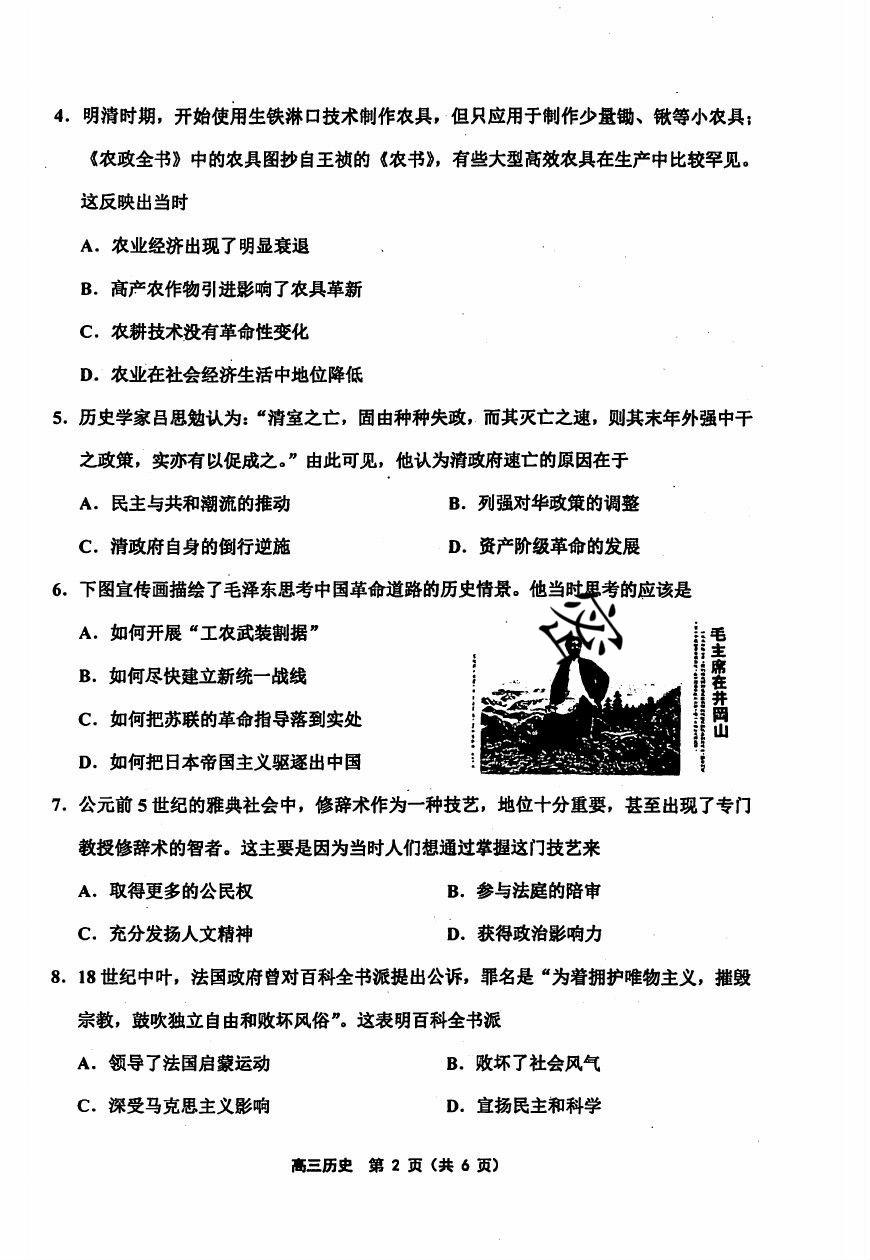 4．明清时期，开始使用生铁淋口技术制作农具，但只应用于制作少量锄、锹等小农具；
《农政全书》中的农具图抄自王祯的《农书》，有些大型高效农具在生产中比较罕见。
这反映出当时
A．农业经济出现了明显衰退
B．高产农作物引进影响了农具革新
C．农耕技术没有革命性变化
D．农业在社会经济生活中地位降低
5．历史学家吕思勉认为：“清室之亡，固由种种失政，而其灭亡之速，则其末年外强中干
之政策，实亦有以促成之。”由此可见，他认为清政府速亡的原因在于
A．民主与共和潮流的推动 B．列强对华政策的调整
C．清政府自身的倒行逆施 D．资产阶级革命的发展
6．下图宣传画描绘了毛泽东思考中国革命道路的历史情景。他当时思考的应该是
A．如何开展“工农武装割据”
B．如何尽快建立新统一战线
C．如何把苏联的革命指导落到实处
D．如何把日本帝国主义驱逐出中国
毛主席在井冈山
密
7．公元前 5 世纪的雅典社会中，修辞术作为一种技艺，地位十分重要，甚至出现了专门
教授修辞术的智者。这主要是因为当时人们想通过掌握这门技艺来
A．取得更多的公民权 B．参与法庭的陪审
C．充分发扬人文精神 D．获得政治影响力
8．18 世纪中叶，法国政府曾对百科全书派提出公诉，罪名是“为着拥护唯物主义，摧毁
宗教，鼓吹独立自由和败坏风俗”。这表明百科全书派
A．领导了法国启蒙运动 B．败坏了社会风气
C．深受马克思主义影响 D．宣扬民主和科学
高三历史 第 2 页（共 6 页）